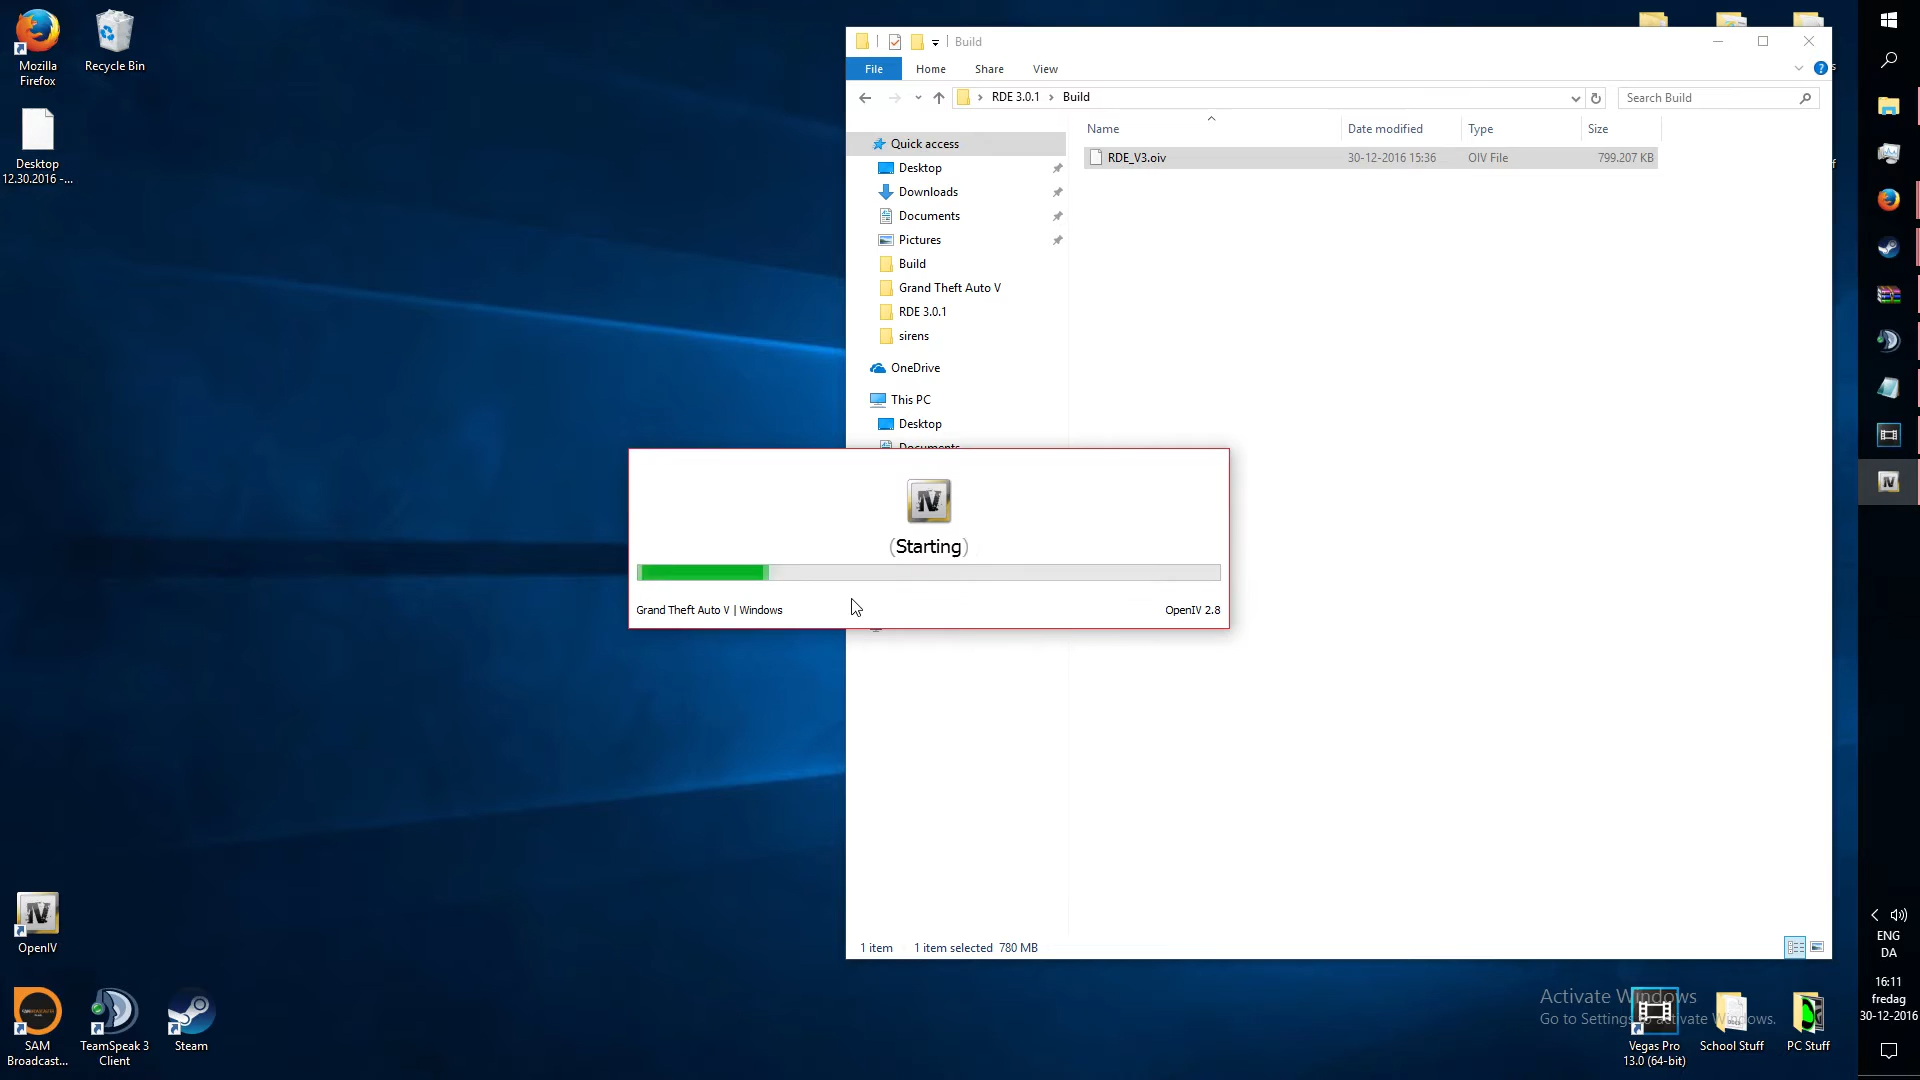 Mozilla
Firefox
Recycle Bin
Desktop
12.30.2016 -...
Build
File
Home
Share
View
RDE 3.0.1
Build
Search Build
Name
Date modified
Type
Size
RDE_V3.oiv
30-12-2016 15:36
OIV File
799.207 KB
Quick access
Desktop
Downloads
Documents
Pictures
Build
Grand Theft Auto V
RDE 3.0.1
sirens
OneDrive
This PC
Desktop
Documents
(Starting)
Grand Theft Auto V | Windows
OpenIV 2.8
1 item
1 item selected 780 MB
OpenIV
SAM
Broadcast...
TeamSpeak 3
Client
Steam
Activate Windows
Go to Settings to activate Windows.
Vegas Pro
13.0 (64-bit)
School Stuff
PC Stuff
ENG
DA
16:11
fredag
30-12-2016